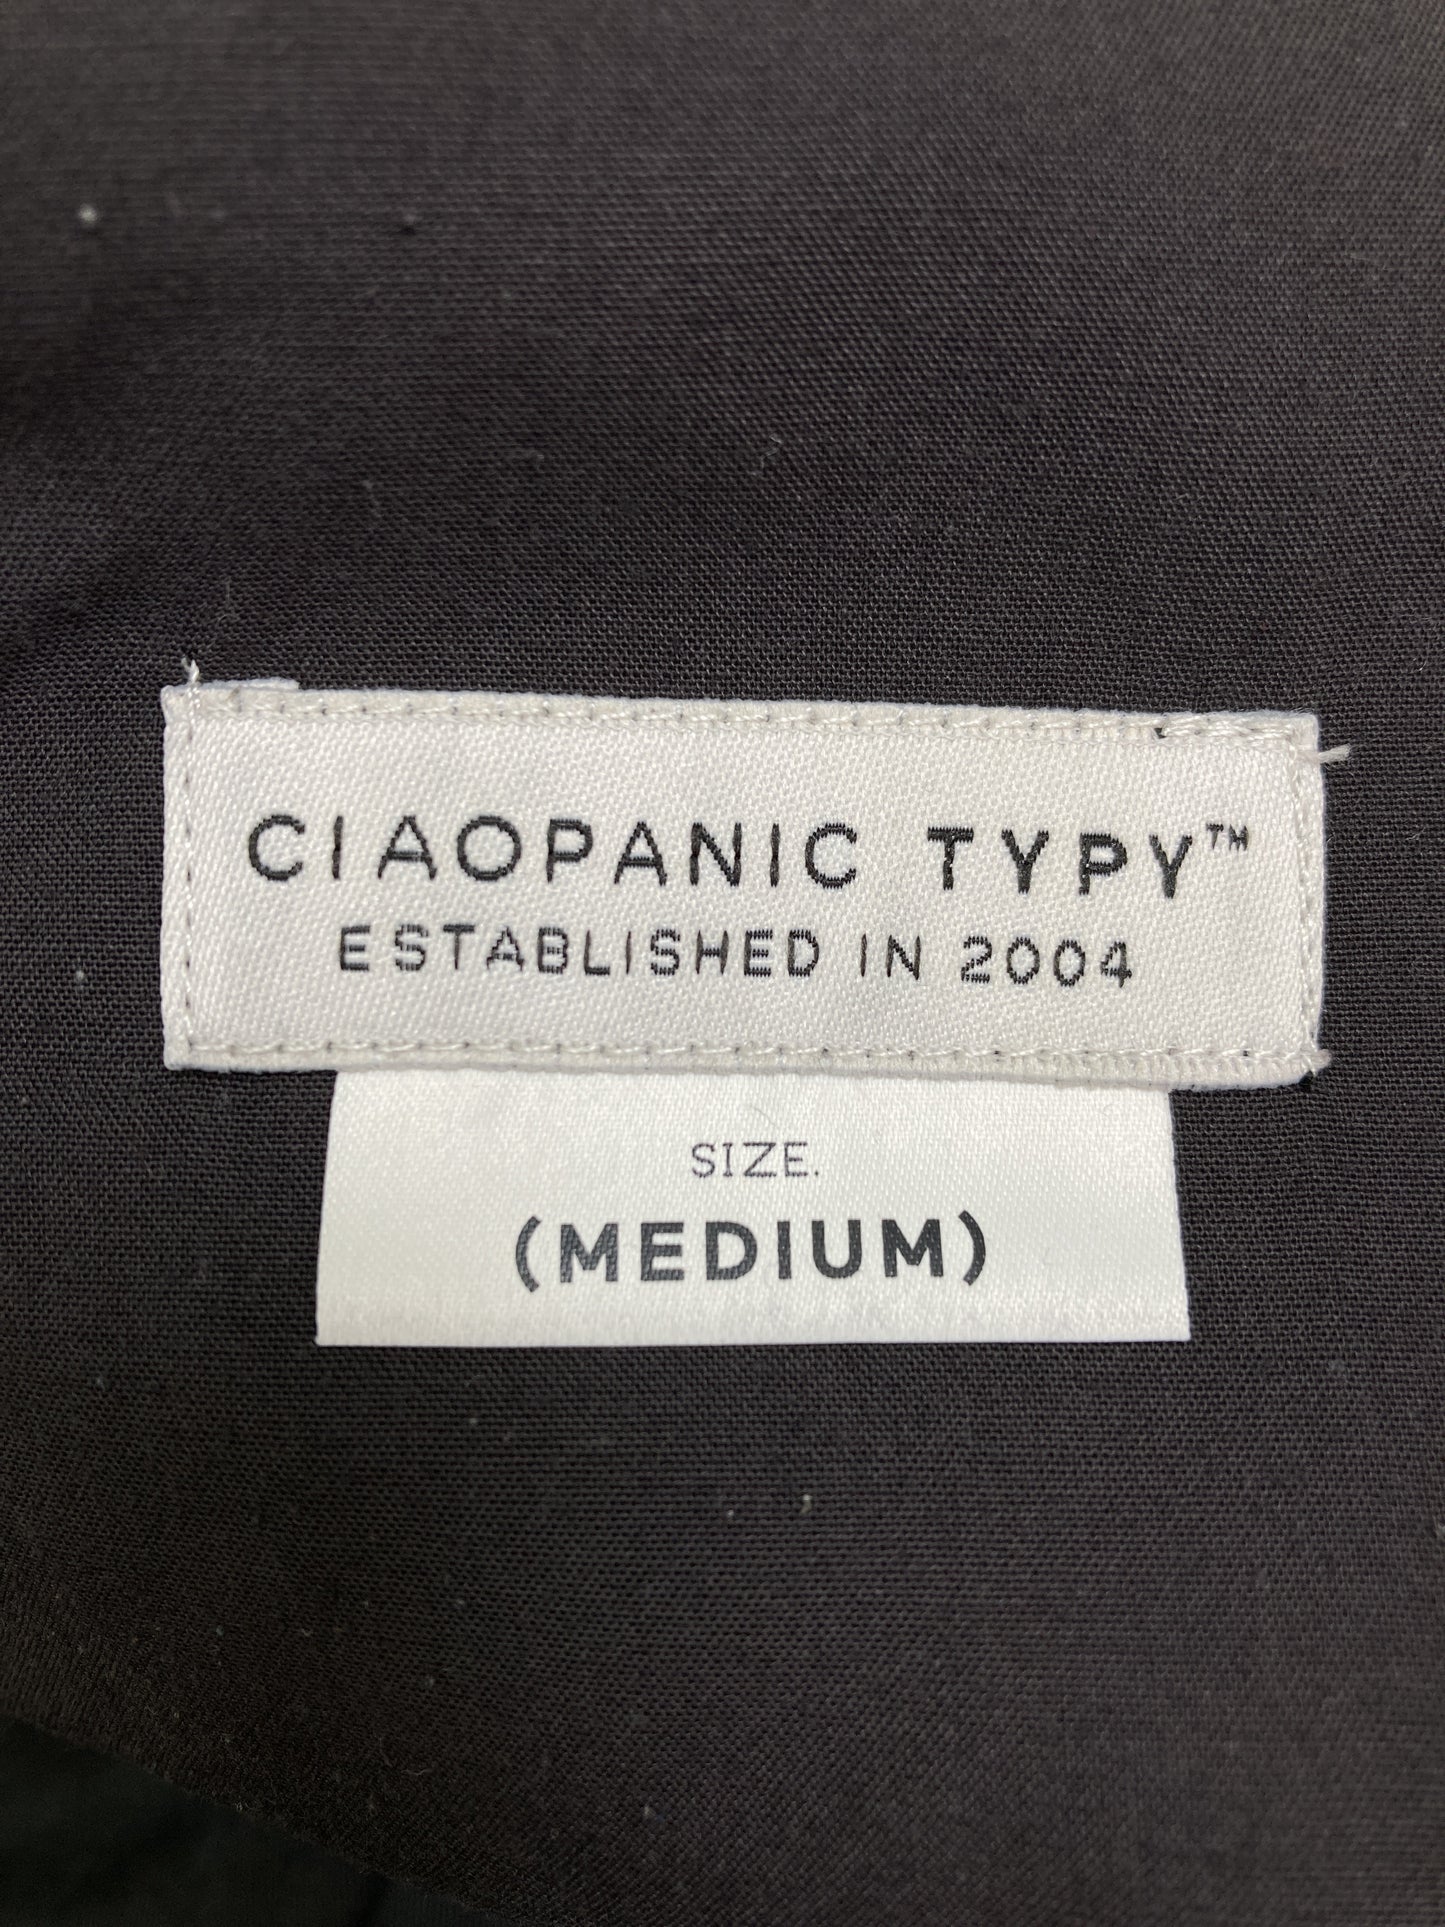 CIAOPANIC TYPY™
ESTABLISHED IN 2004
SIZE.
(MEDIUM)